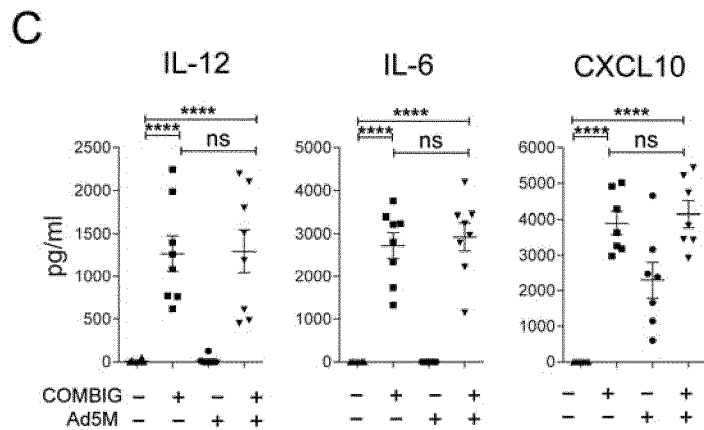 C
IL-12 IL-6 CXCL10
**** **** ****
**** ns **** ns **** ns
2500 5000 6000
2000 4000 5000
1500 3000 4000
1000 2000 3000
500 1000 2000
0 0 1000
0
pg/ml
COMBIG – + – + – + – + – + – +
Ad5M – – + + – – + + – – + +